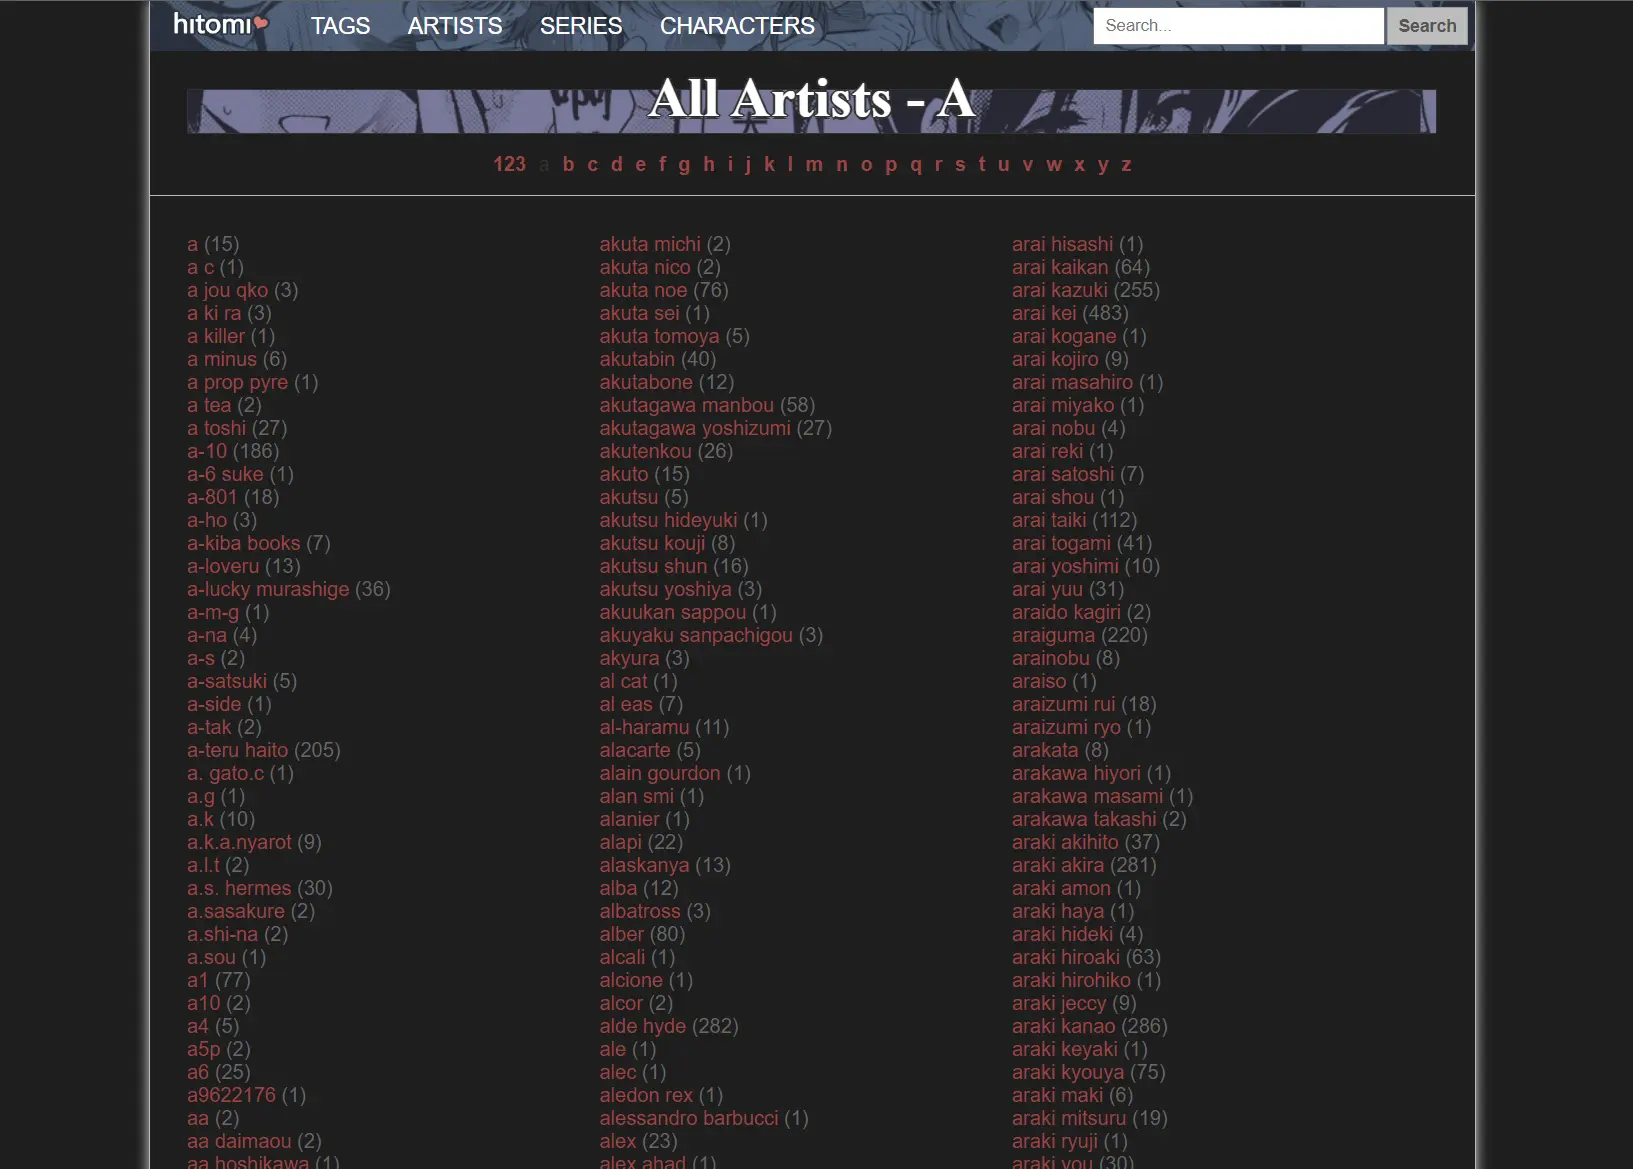 hitomi TAGS ARTISTS SERIES CHARACTERS Search... Search
All Artists - A
123 a b c d e f g h i j k l m n o p q r s t u v w x y z
a (15)
a c (1)
a jou qko (3)
a ki ra (3)
a killer (1)
a minus (6)
a prop pyre (1)
a tea (2)
a toshi (27)
a-10 (186)
a-6 suke (1)
a-801 (18)
a-ho (3)
a-kiba books (7)
a-loveru (13)
a-lucky murashige (36)
a-m-g (1)
a-na (4)
a-s (2)
a-satsuki (5)
a-side (1)
a-tak (2)
a-teru haito (205)
a. gato.c (1)
a.g (1)
a.k (10)
a.k.a.nyarot (9)
a.l.t (2)
a.s. hermes (30)
a.sasakure (2)
a.shi-na (2)
a.sou (1)
a1 (77)
a10 (2)
a4 (5)
a5p (2)
a6 (25)
a9622176 (1)
aa (2)
aa daimaou (2)
aa hoshikawa (1)
akuta michi (2)
akuta nico (2)
akuta noe (76)
akuta sei (1)
akuta tomoya (5)
akutabin (40)
akutabone (12)
akutagawa manbou (58)
akutagawa yoshizumi (27)
akutenkou (26)
akuto (15)
akutsu (5)
akutsu hideyuki (1)
akutsu kouji (8)
akutsu shun (16)
akutsu yoshiya (3)
akuukan sappou (1)
akuyaku sanpachigou (3)
akyura (3)
al cat (1)
al eas (7)
al-haramu (11)
alacarte (5)
alain gourdon (1)
alan smi (1)
alanier (1)
alapi (22)
alaskanya (13)
alba (12)
albatross (3)
alber (80)
alcali (1)
alcione (1)
alcor (2)
alde hyde (282)
ale (1)
alec (1)
aledon rex (1)
alessandro barbucci (1)
alex (23)
alex ahad (1)
arai hisashi (1)
arai kaikan (64)
arai kazuki (255)
arai kei (483)
arai kogane (1)
arai kojiro (9)
arai masahiro (1)
arai miyako (1)
arai nobu (4)
arai reki (1)
arai satoshi (7)
arai shou (1)
arai taiki (112)
arai togami (41)
arai yoshimi (10)
arai yuu (31)
araido kagiri (2)
araiguma (220)
arainobu (8)
araiso (1)
araizumi rui (18)
araizumi ryo (1)
arakata (8)
arakawa hiyori (1)
arakawa masami (1)
arakawa takashi (2)
araki akihito (37)
araki akira (281)
araki amon (1)
araki haya (1)
araki hideki (4)
araki hiroaki (63)
araki hirohiko (1)
araki jeccy (9)
araki kanao (286)
araki keyaki (1)
araki kyouya (75)
araki maki (6)
araki mitsuru (19)
araki ryuji (1)
araki you (30)